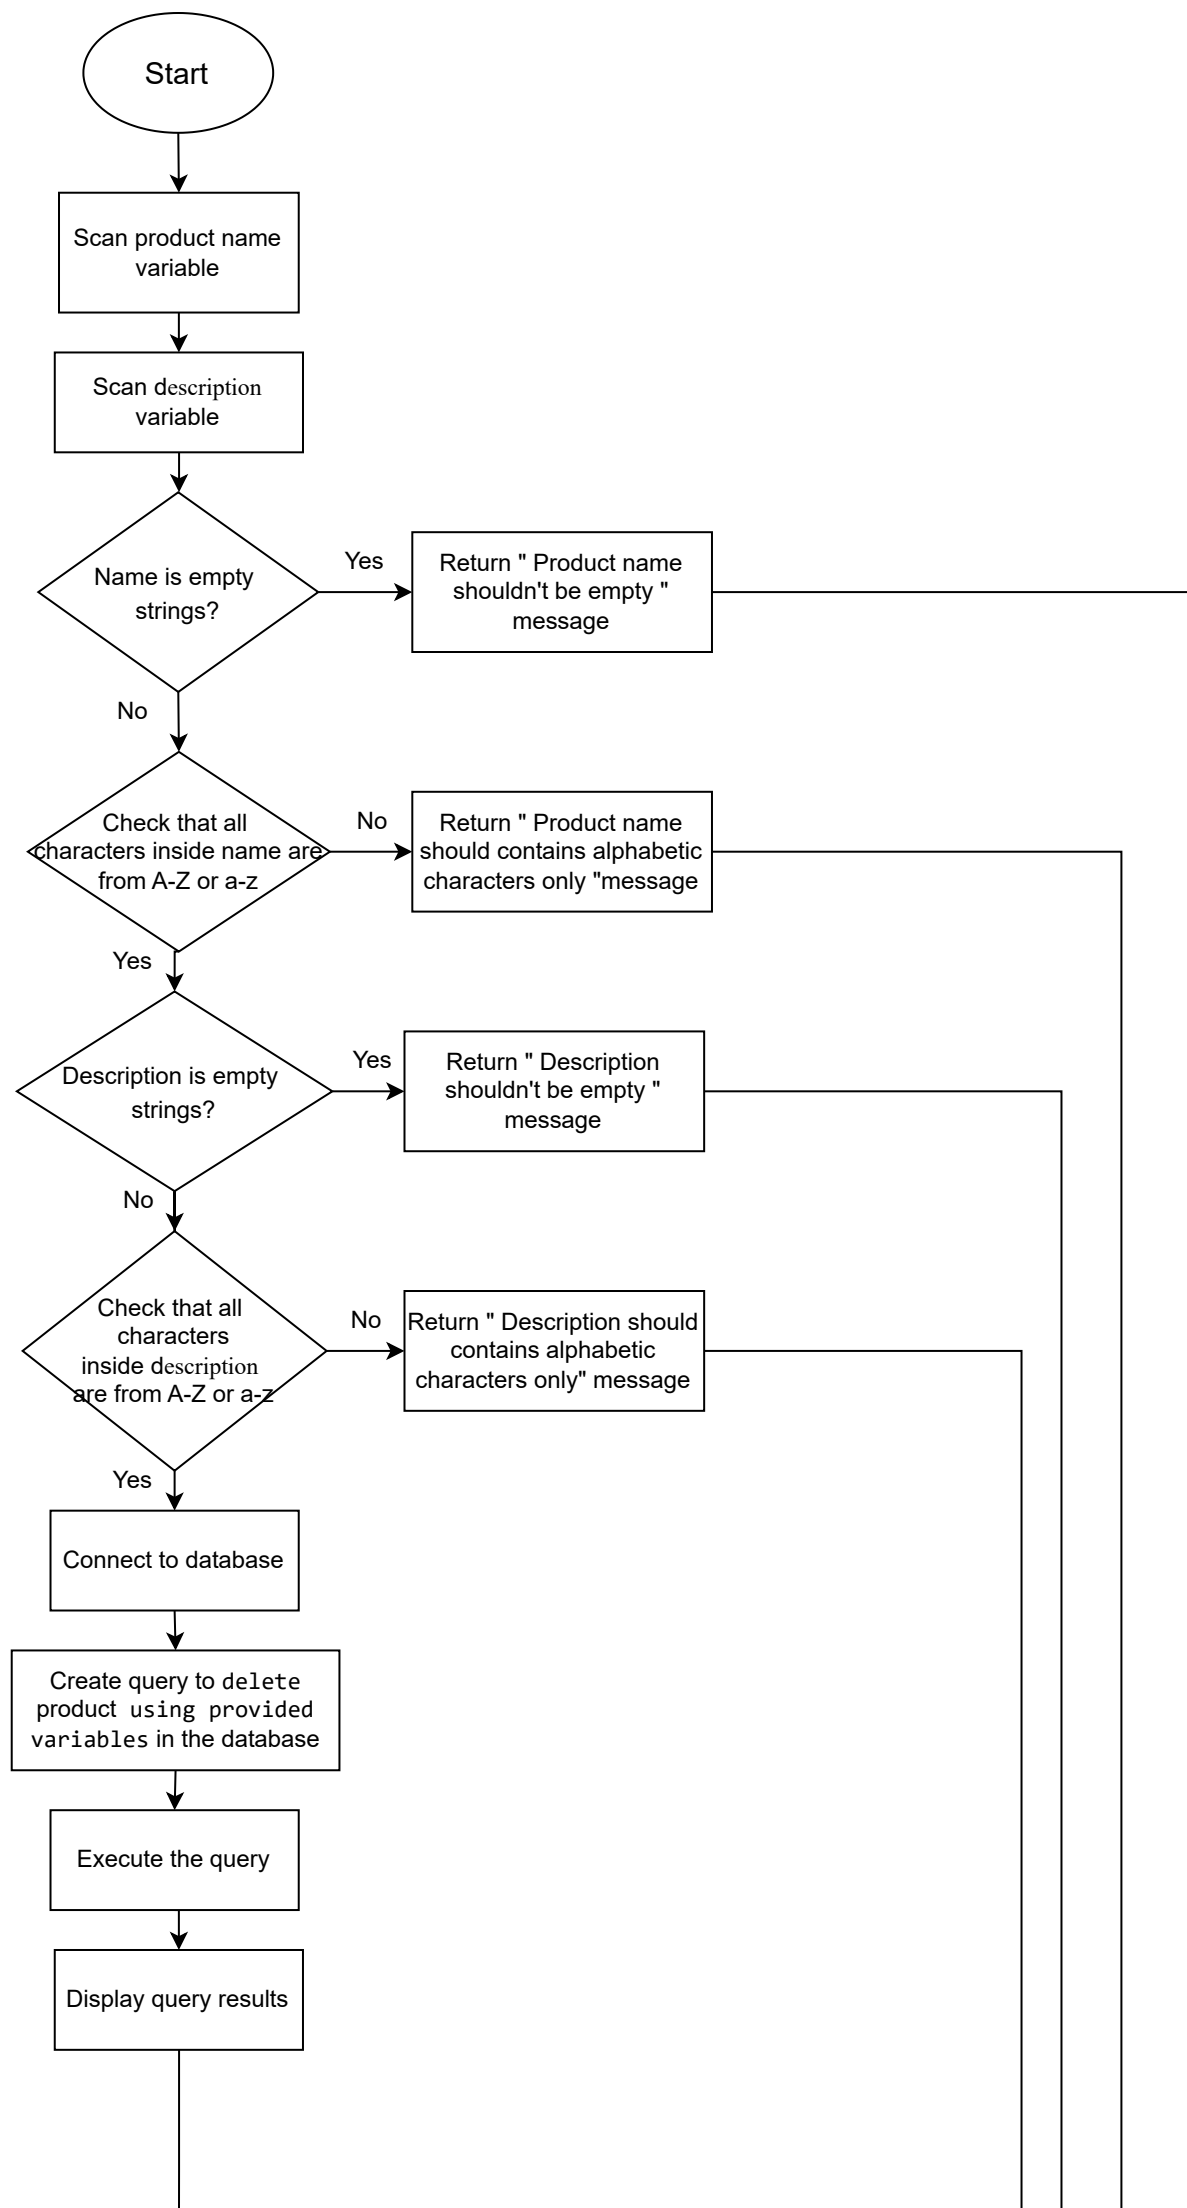 Start
Scan product name
variable
Scan description
variable
Name is empty
strings?
Yes
Return " Product name
shouldn't be empty "
message
No
Check that all
characters inside name are
from A-Z or a-z
No
Return " Product name
should contains alphabetic
characters only "message
Yes
Description is empty
strings?
Yes
Return " Description
shouldn't be empty "
message
No
Check that all
characters
inside description
are from A-Z or a-z
No
Return " Description should
contains alphabetic
characters only" message
Yes
Connect to database
Create query to delete
product using provided
variables in the database
Execute the query
Display query results